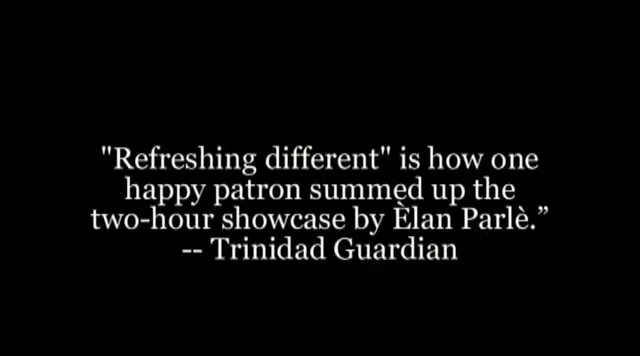 "Refreshing different" is how one
happy patron summed up the
two-hour showcase by Èlan Parlè.”
-- Trinidad Guardian